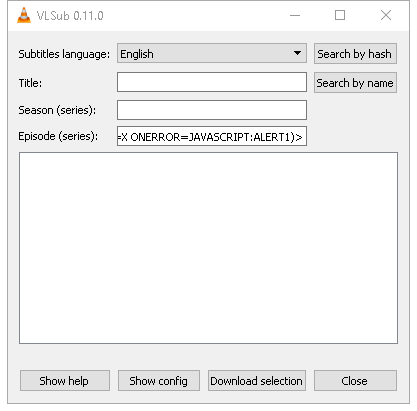 VLSub 0.11.0
Subtitles language: English Search by hash
Title: Search by name
Season (series):
Episode (series): =X ONERROR=JAVASCRIPT:ALERT1)>
Show help Show config Download selection Close